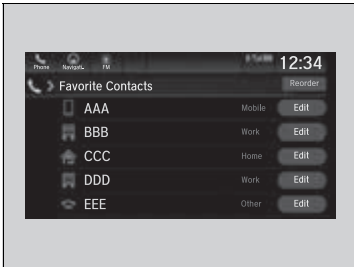 Phone Navigat.. FM 12:34
Favorite Contacts Reorder
AAA Mobile Edit
BBB Work Edit
CCC Home Edit
DDD Work Edit
EEE Other Edit